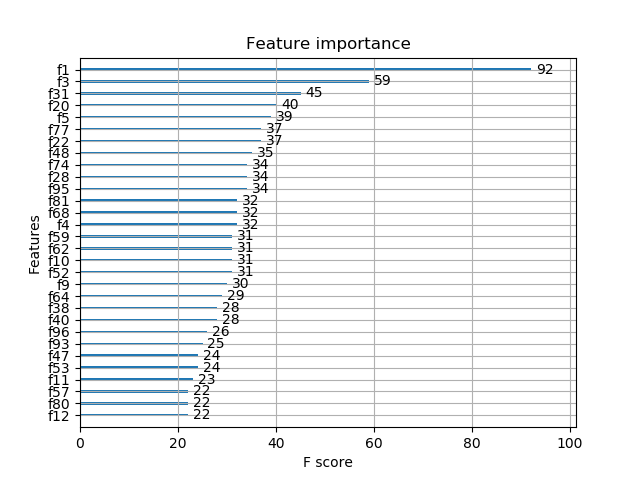 Feature importance
f1 92
f3 59
f31 45
f20 40
f5 39
f77 37
f22 37
f48 35
f74 34
f28 34
f95 34
f81 32
f68 32
f4 32
f59 31
f62 31
f10 31
f52 31
f9 30
f64 29
f38 28
f40 28
f96 26
f93 25
f47 24
f53 24
f11 23
f57 22
f80 22
f12 22
Features
0 20 40 60 80 100
F score